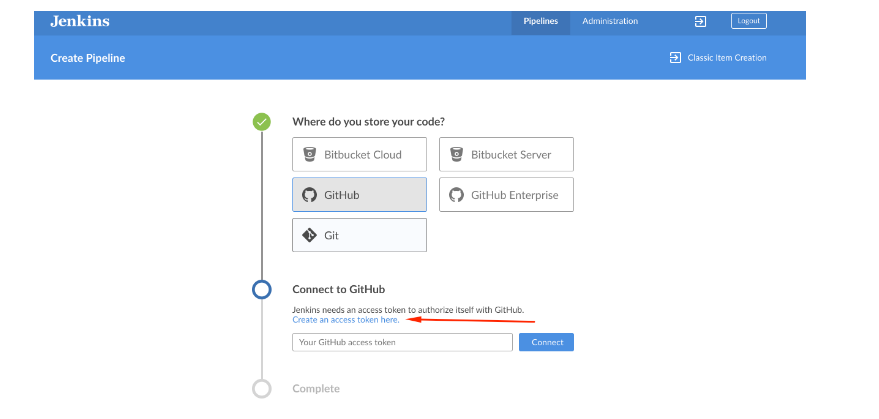 Jenkins
Pipelines
Administration
Logout
Create Pipeline
Classic Item Creation
Where do you store your code?
Bitbucket Cloud
Bitbucket Server
GitHub
GitHub Enterprise
Git
Connect to GitHub
Jenkins needs an access token to authorize itself with GitHub.
Create an access token here.
Your GitHub access token
Connect
Complete